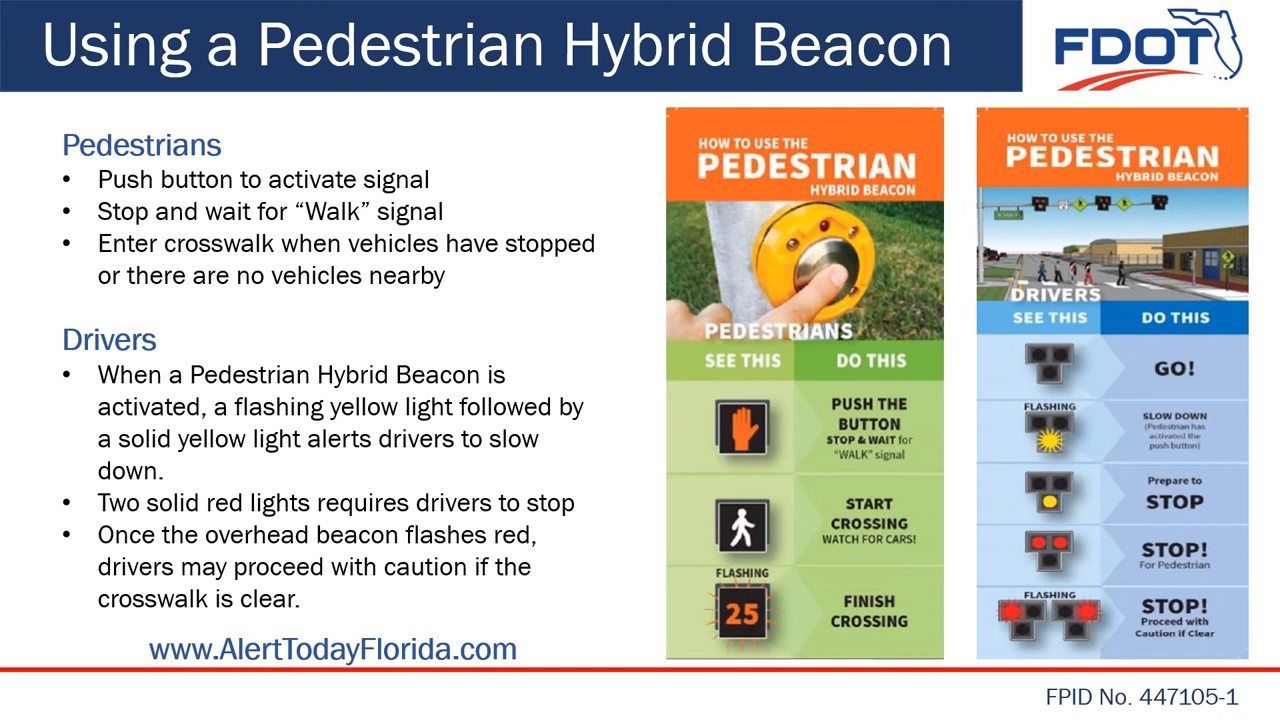 Using a Pedestrian Hybrid Beacon
FDOT
Pedestrians
• Push button to activate signal
• Stop and wait for “Walk” signal
• Enter crosswalk when vehicles have stopped
or there are no vehicles nearby
Drivers
• When a Pedestrian Hybrid Beacon is
activated, a flashing yellow light followed by
a solid yellow light alerts drivers to slow
down.
• Two solid red lights requires drivers to stop
• Once the overhead beacon flashes red,
drivers may proceed with caution if the
crosswalk is clear.
www.AlertTodayFlorida.com
HOW TO USE THE
PEDESTRIAN
HYBRID BEACON
PEDESTRIANS
SEE THIS DO THIS
PUSH THE
BUTTON
STOP & WAIT for
“WALK” signal
START
CROSSING
WATCH FOR CARS!
FLASHING
25
FINISH
CROSSING
HOW TO USE THE
PEDESTRIAN
HYBRID BEACON
DRIVERS
SEE THIS DO THIS
GO!
FLASHING
SLOW DOWN
(Pedestrian has
activated the
push button)
Prepare to
STOP
STOP!
For Pedestrian
FLASHING
STOP!
Proceed with
Caution if Clear
FPID No. 447105-1